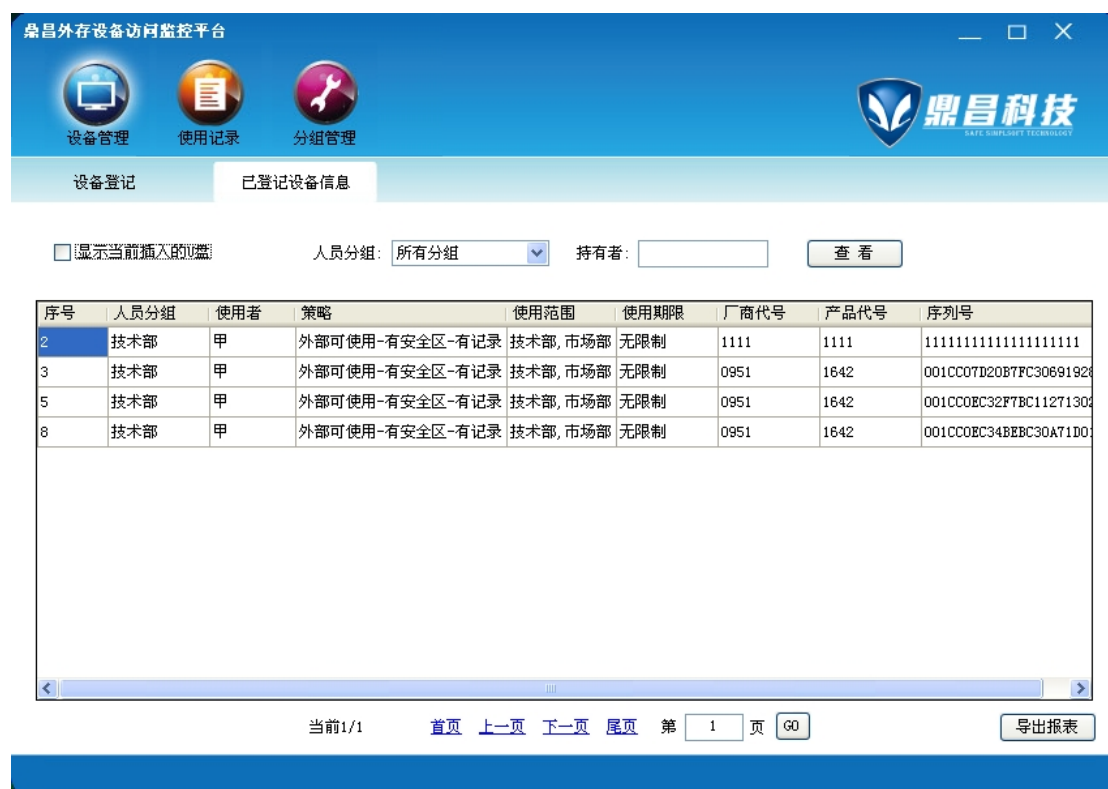 鼎昌外存设备访问监控平台
设备管理 使用记录 分组管理
鼎昌科技
SAFE SIMPLSOFT TECHNOLOGY
设备登记 已登记设备信息
显示当前插入的U盘 人员分组: 所有分组 持有者: 查 看
序号 人员分组 使用者 策略 使用范围 使用期限 厂商代号 产品代号 序列号
2 技术部 甲 外部可使用-有安全区-有记录 技术部,市场部 无限制 1111 1111 11111111111111111111
3 技术部 甲 外部可使用-有安全区-有记录 技术部,市场部 无限制 0951 1642 001CC07D20B7FC30691928
5 技术部 甲 外部可使用-有安全区-有记录 技术部,市场部 无限制 0951 1642 001CC0EC32F7BC11271302
8 技术部 甲 外部可使用-有安全区-有记录 技术部,市场部 无限制 0951 1642 001CC0EC34BEBC30A71D01
当前1/1 首页 上一页 下一页 尾页 第 1 页 GO 导出报表